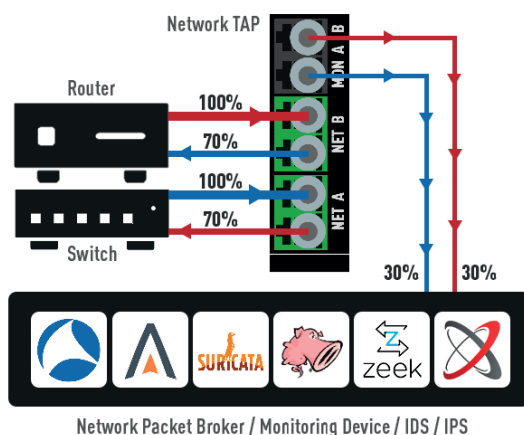 Network TAP
MON A B
NET B
NET A
Router
100%
70%
100%
70%
Switch
30%
30%
SURICATA
zeek
Network Packet Broker / Monitoring Device / IDS / IPS